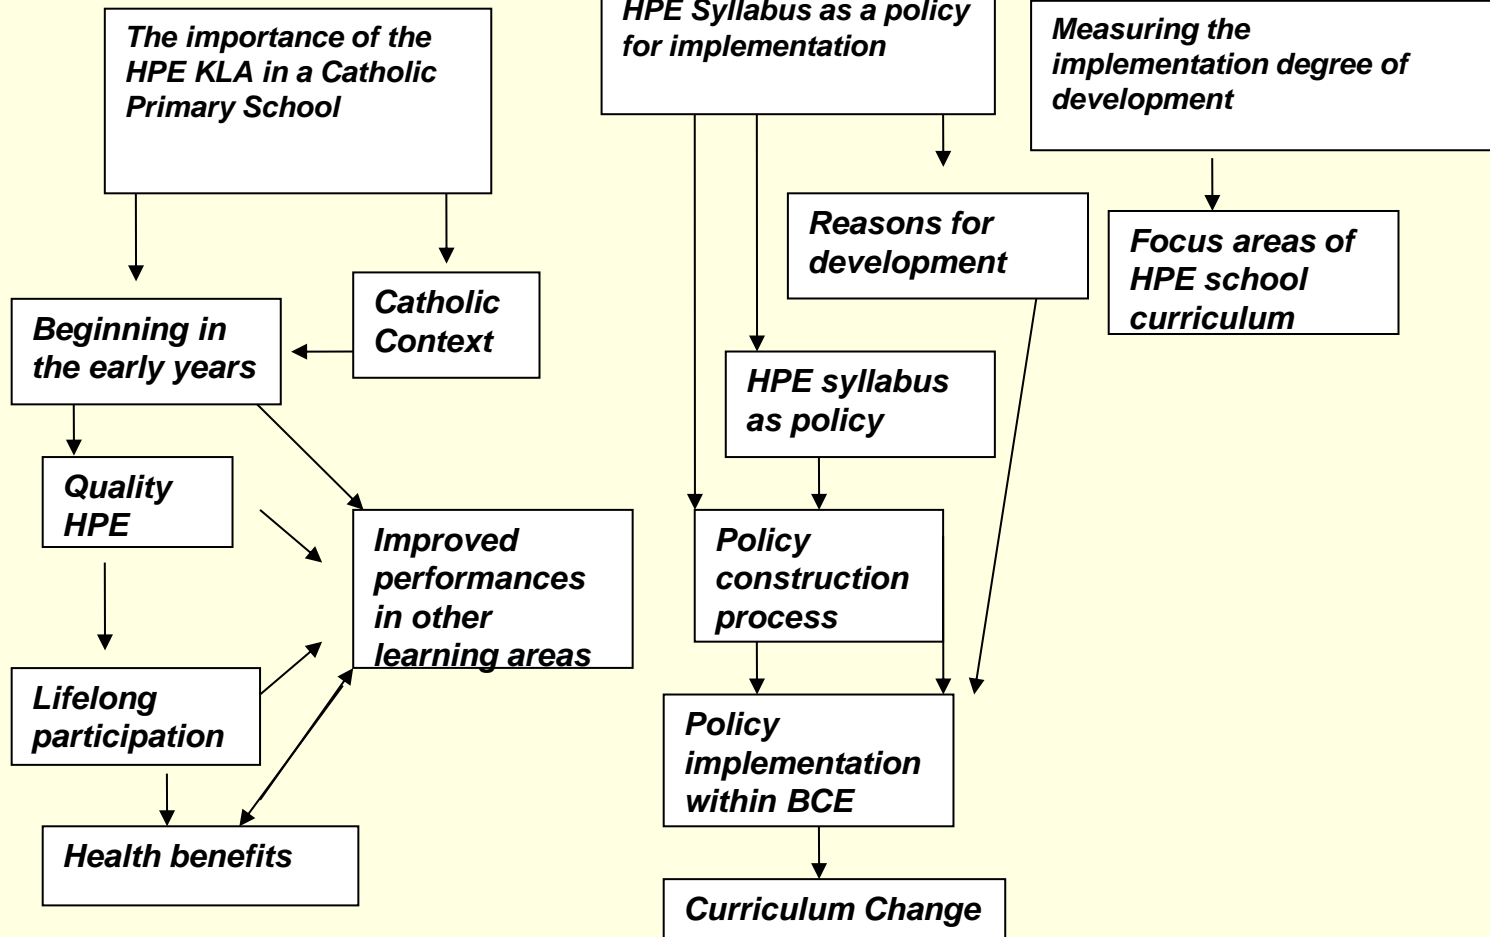 The importance of the
HPE KLA in a Catholic
Primary School
HPE Syllabus as a policy
for implementation
Measuring the
implementation degree of
development
Reasons for
development
Focus areas of
HPE school
curriculum
Catholic
Context
Beginning in
the early years
HPE syllabus
as policy
Quality
HPE
Improved
performances
in other
learning areas
Policy
construction
process
Lifelong
participation
Policy
implementation
within BCE
Health benefits
Curriculum Change